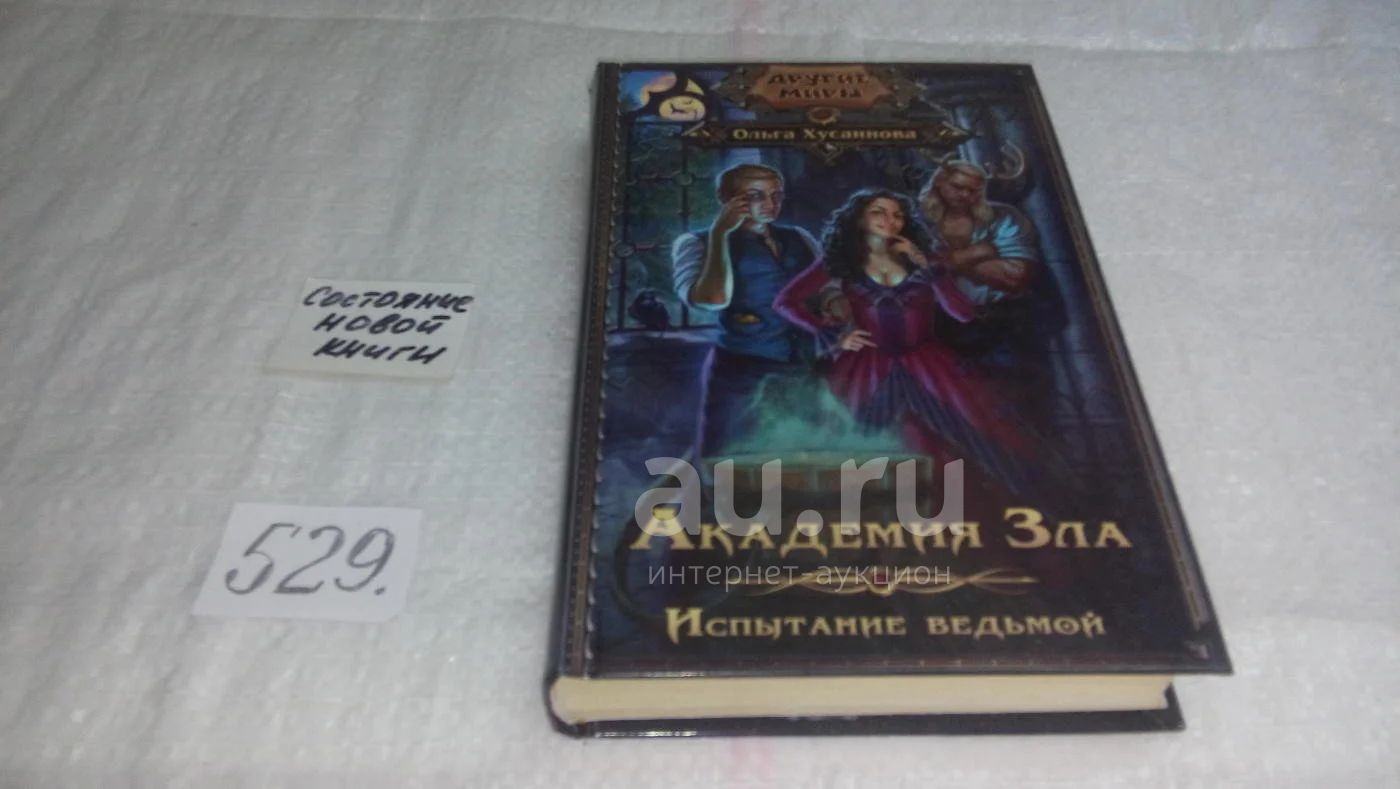 ДРУГИЕ
МИРЫ
Ольга Хусаинова
Состояние
новой
книги
529.
au.ru
Академия Зла
интернет-аукцион
Испытание ведьмой